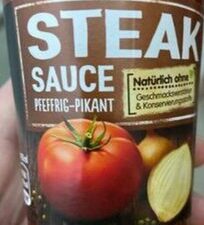 STEAK
SAUCE
PFEFFRIG-PIKANT
Natürlich ohne
Geschmacksverstärker
& Konservierungsstoffe